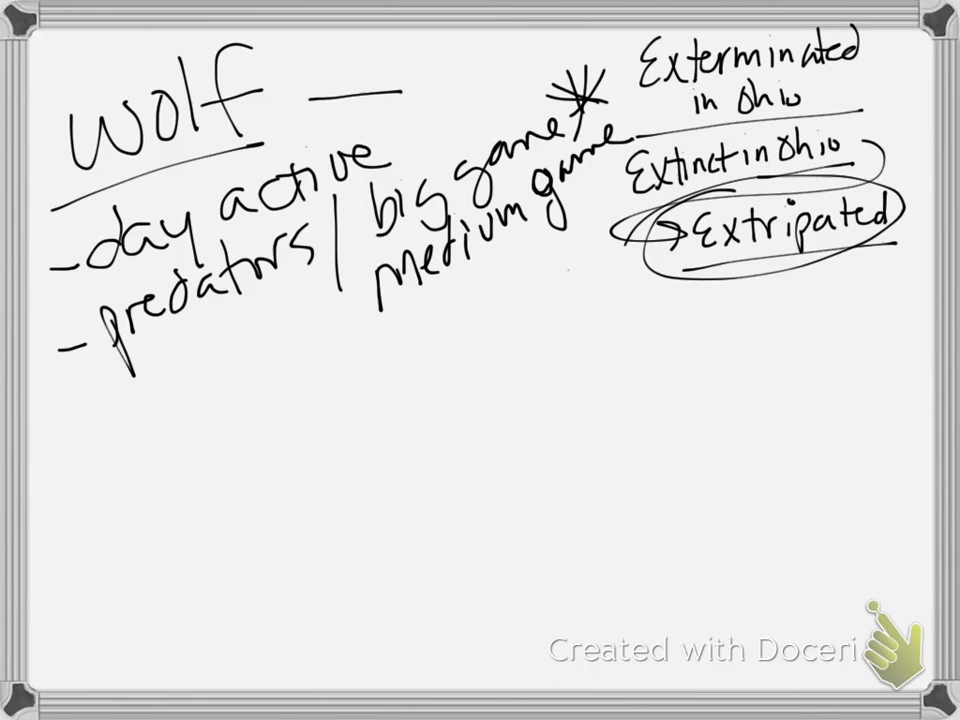 wolf —
- day active
- predators / big game
medium game
Exterminated
in Ohio
Extinct in Ohio
→ Extripated
Created with Doceri